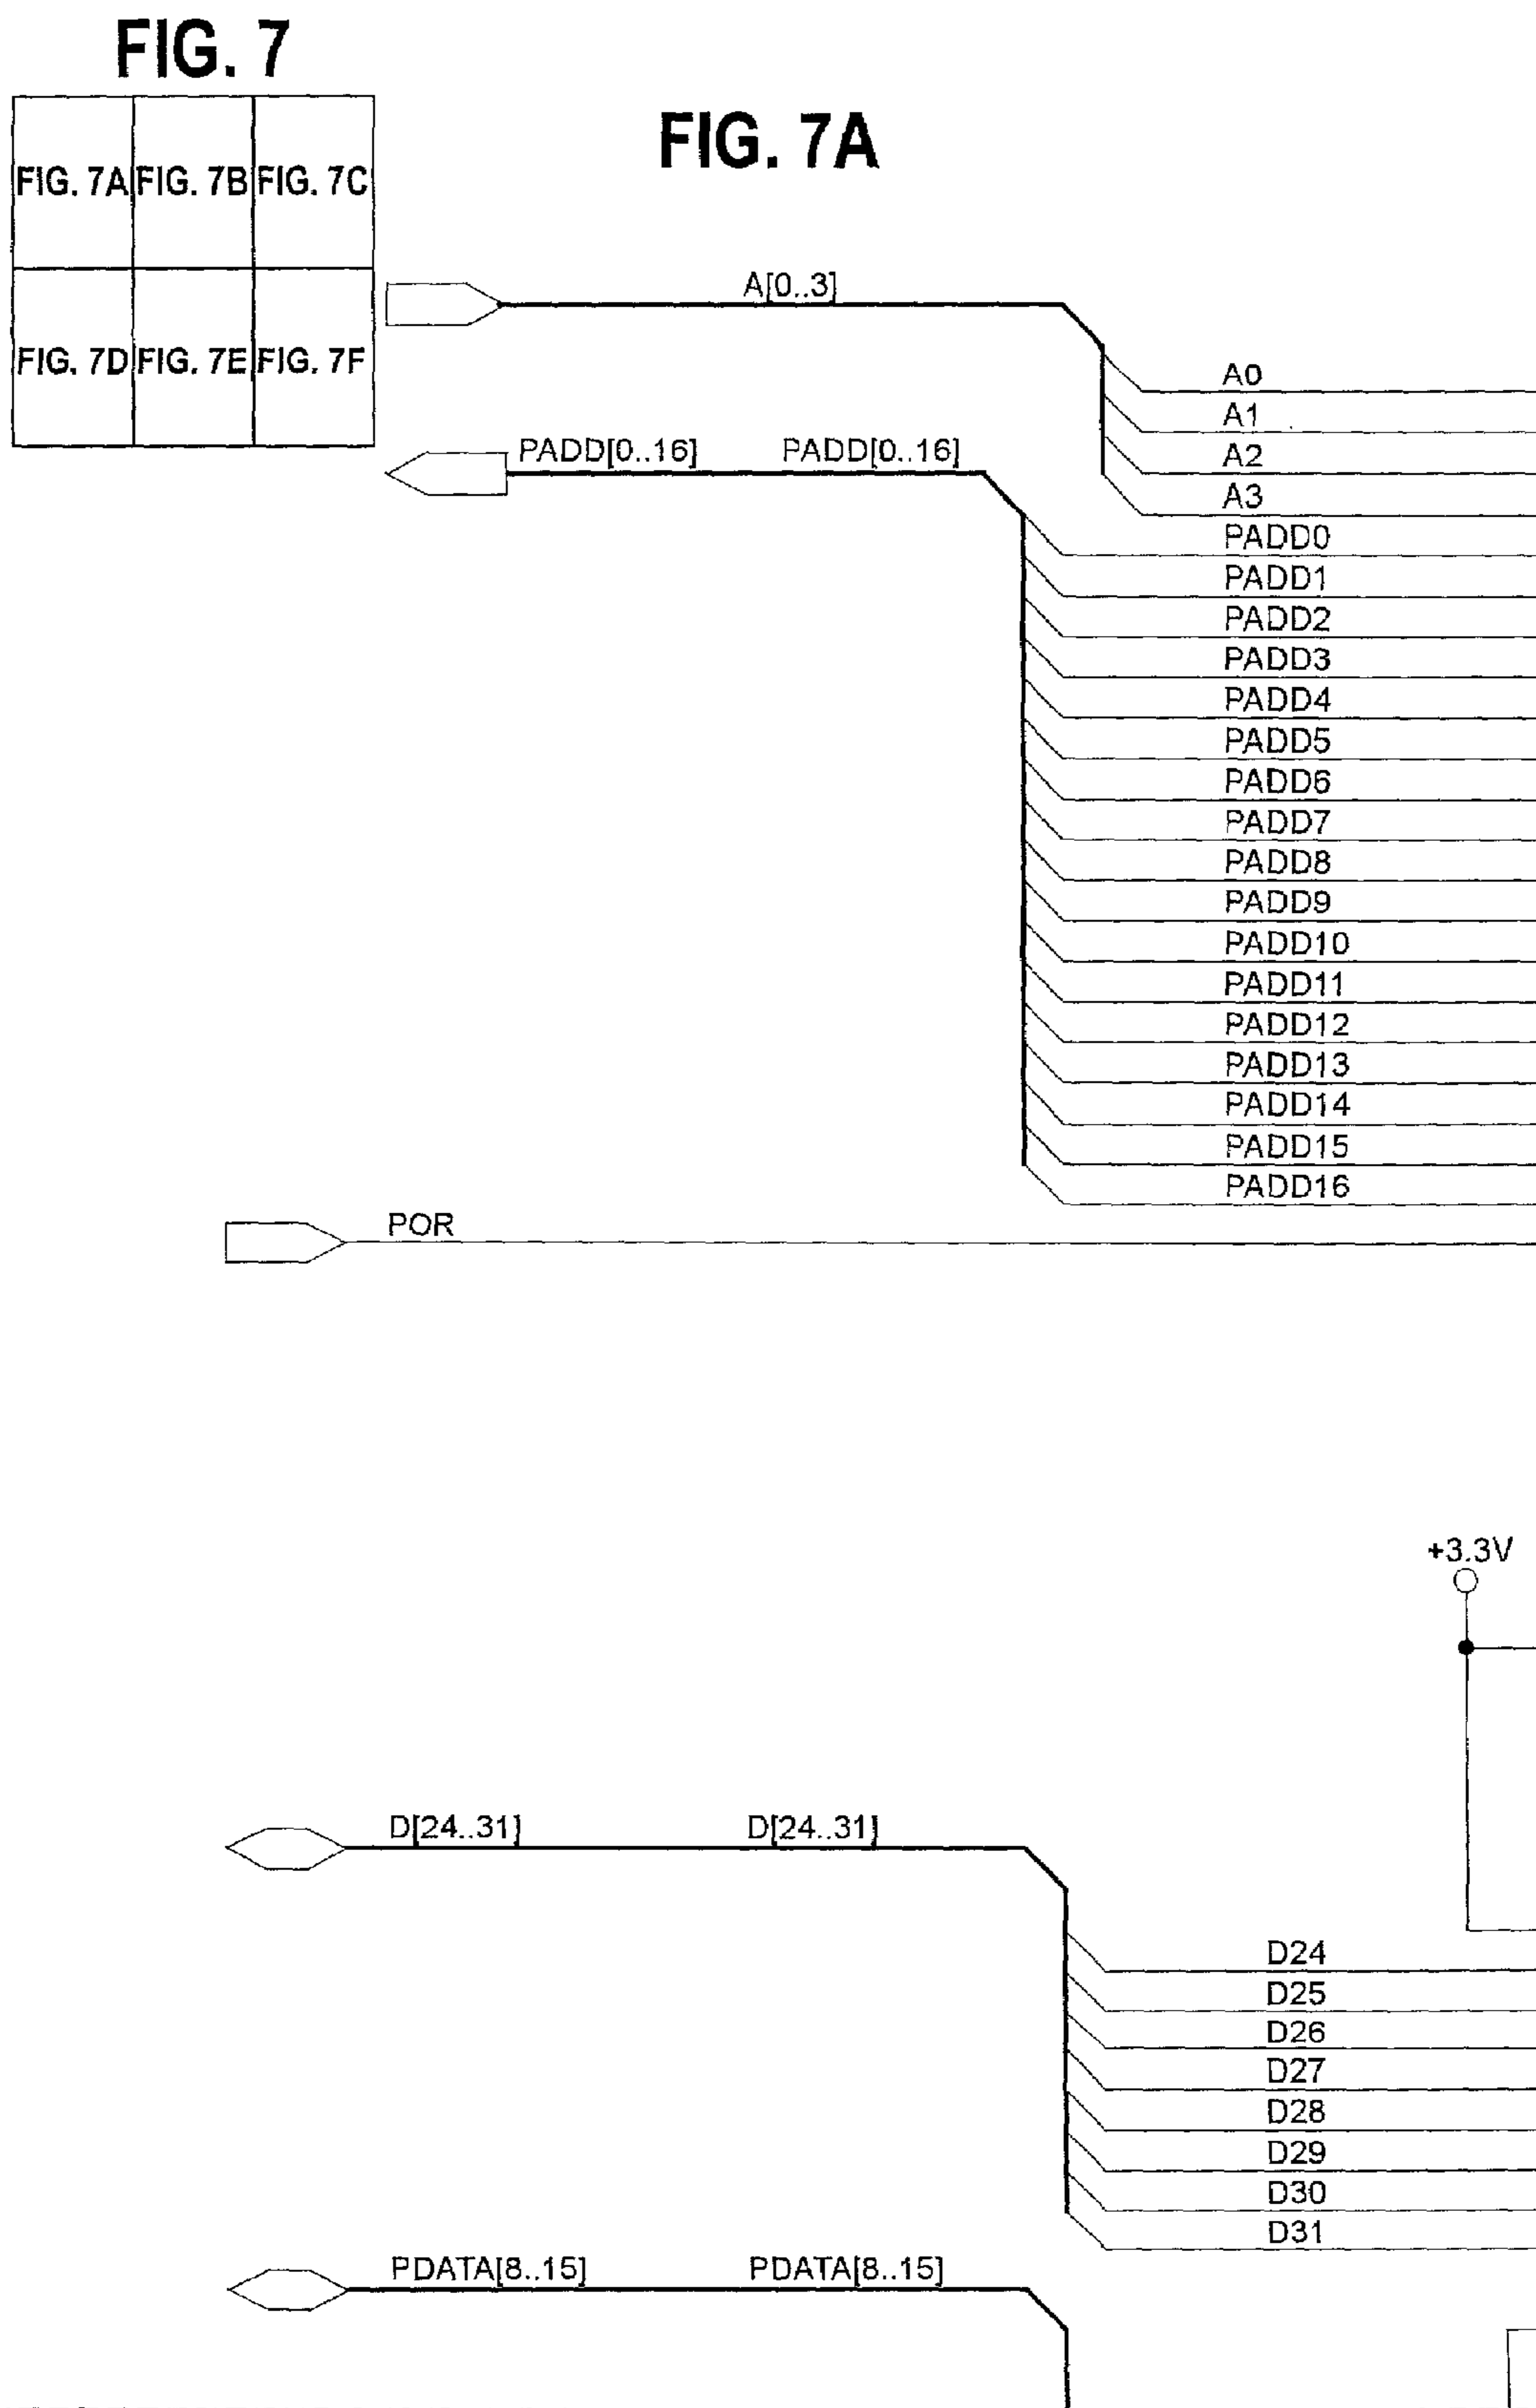 FIG. 7
FIG. 7A FIG. 7B FIG. 7C
FIG. 7D FIG. 7E FIG. 7F
FIG. 7A
A[0..3]
A0
A1
A2
A3
PADD[0..16] PADD[0..16]
PADD0
PADD1
PADD2
PADD3
PADD4
PADD5
PADD6
PADD7
PADD8
PADD9
PADD10
PADD11
PADD12
PADD13
PADD14
PADD15
PADD16
POR
+3.3V
D[24..31] D[24..31]
D24
D25
D26
D27
D28
D29
D30
D31
PDATA[8..15] PDATA[8..15]